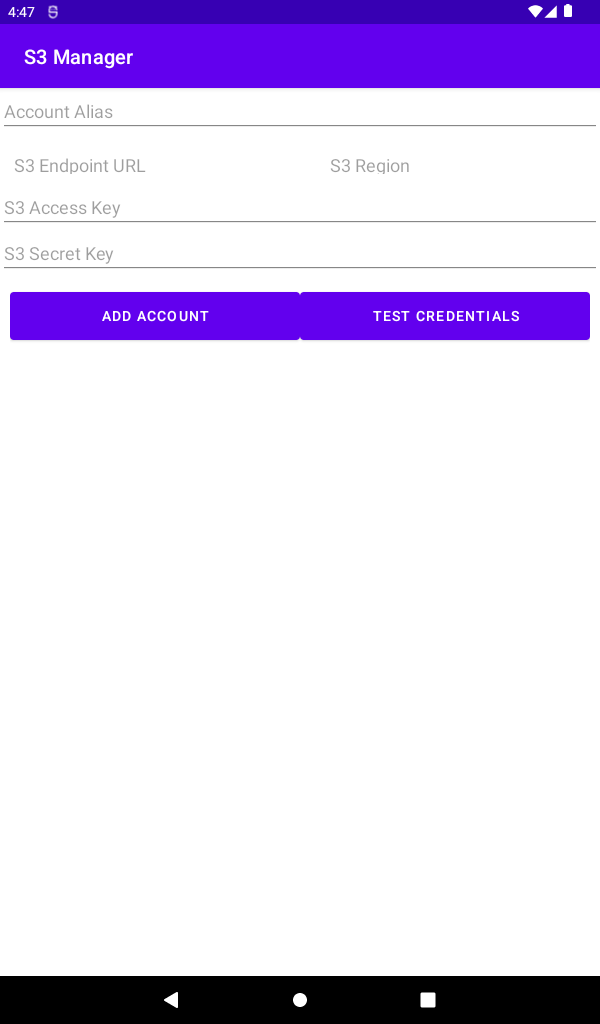 4:47
S3 Manager
Account Alias
S3 Endpoint URL S3 Region
S3 Access Key
S3 Secret Key
ADD ACCOUNT TEST CREDENTIALS